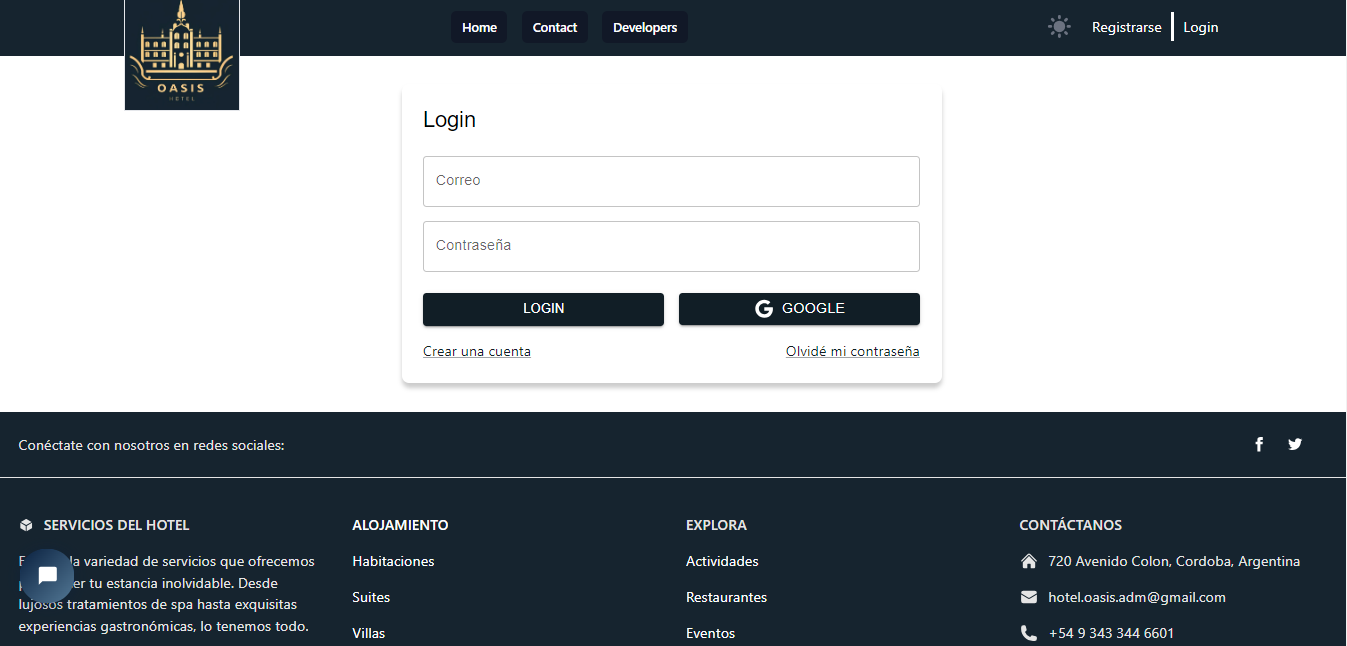 Home Contact Developers Registrarse Login
OASIS
HOTEL
Login
Correo
Contraseña
LOGIN GOOGLE
Crear una cuenta Olvidé mi contraseña
Conéctate con nosotros en redes sociales:
SERVICIOS DEL HOTEL
la variedad de servicios que ofrecemos
tu estancia inolvidable. Desde
lujosos tratamientos de spa hasta exquisitas
experiencias gastronómicas, lo tenemos todo.
ALOJAMIENTO
Habitaciones
Suites
Villas
EXPLORA
Actividades
Restaurantes
Eventos
CONTÁCTANOS
720 Avenido Colon, Cordoba, Argentina
hotel.oasis.adm@gmail.com
+54 9 343 344 6601